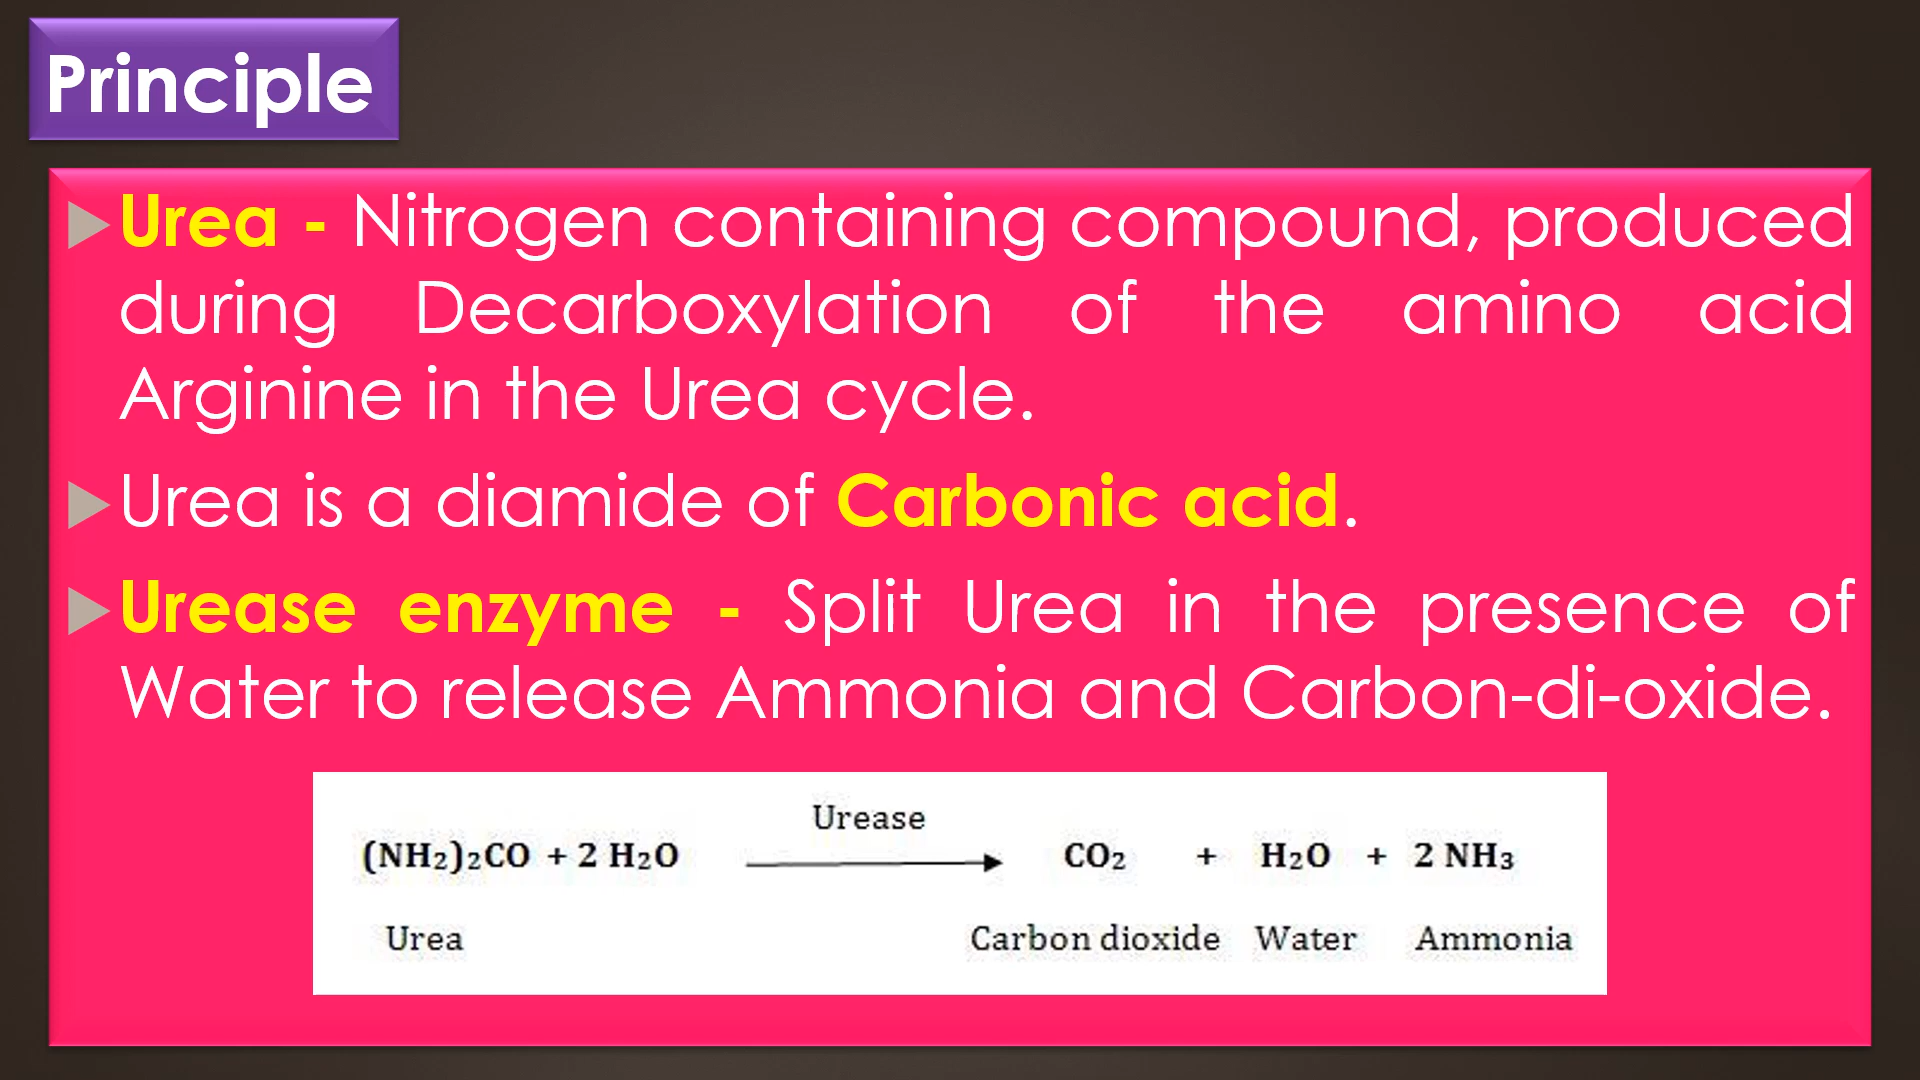 Principle
Urea - Nitrogen containing compound, produced
during Decarboxylation of the amino acid
Arginine in the Urea cycle.
Urea is a diamide of Carbonic acid.
Urease enzyme - Split Urea in the presence of
Water to release Ammonia and Carbon-di-oxide.
Urease
(NH₂)₂CO + 2 H₂O CO₂ + H₂O + 2 NH₃
Urea Carbon dioxide Water Ammonia